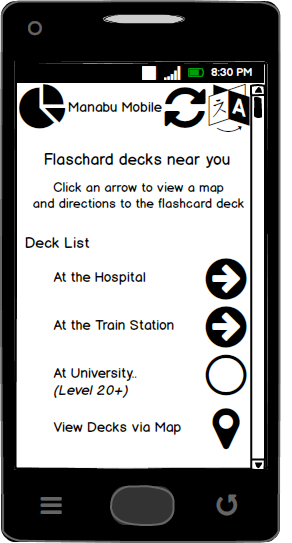 8:30 PM
Manabu Mobile
A
Flaschard decks near you
Click an arrow to view a map
and directions to the flashcard deck
Deck List
At the Hospital
At the Train Station
At University..
(Level 20+)
View Decks via Map